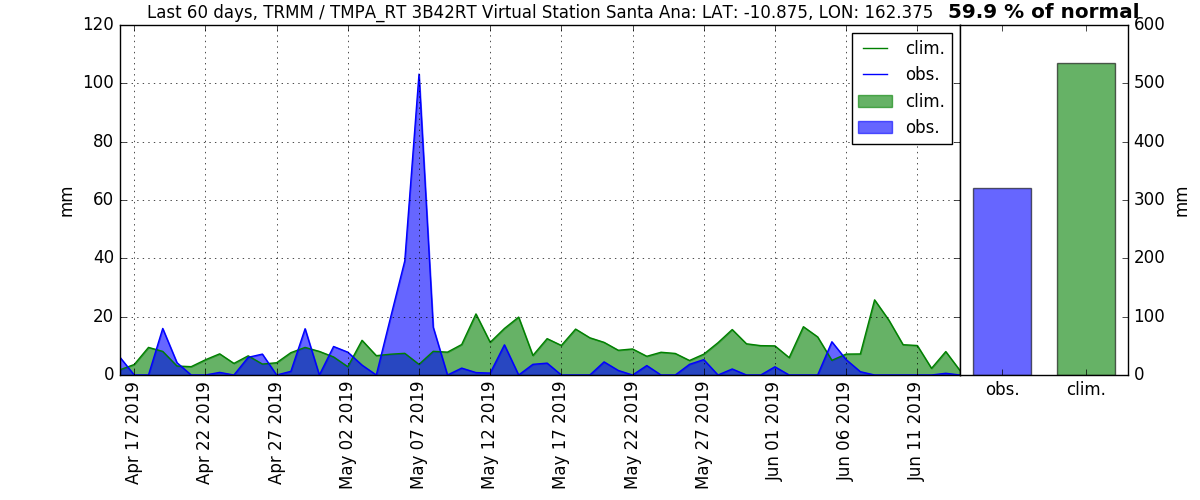 Last 60 days, TRMM / TMPA_RT 3B42RT Virtual Station Santa Ana: LAT: -10.875, LON: 162.375 59.9 % of normal
120
100
80
60
40
20
0
mm
clim.
obs.
clim.
obs.
600
500
400
300
200
100
0
mm
obs. clim.
Apr 17 2019
Apr 22 2019
Apr 27 2019
May 02 2019
May 07 2019
May 12 2019
May 17 2019
May 22 2019
May 27 2019
Jun 01 2019
Jun 06 2019
Jun 11 2019